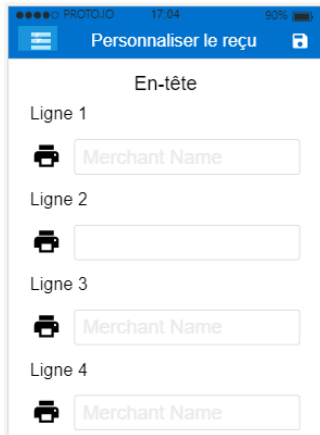 PROTO.IO 17:04 90%
Personnaliser le reçu
En-tête
Ligne 1
Merchant Name
Ligne 2
Ligne 3
Merchant Name
Ligne 4
Merchant Name